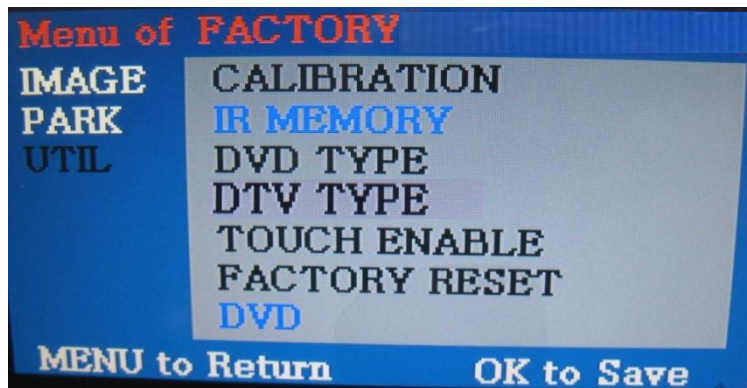 Menu of FACTORY
IMAGE
PARK
UTIL
CALIBRATION
IR MEMORY
DVD TYPE
DTV TYPE
TOUCH ENABLE
FACTORY RESET
DVD
MENU to Return
OK to Save